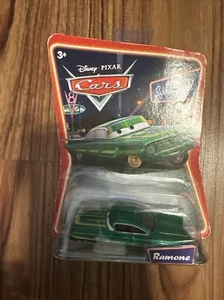 3+
Disney · PIXAR
Cars
Ramone